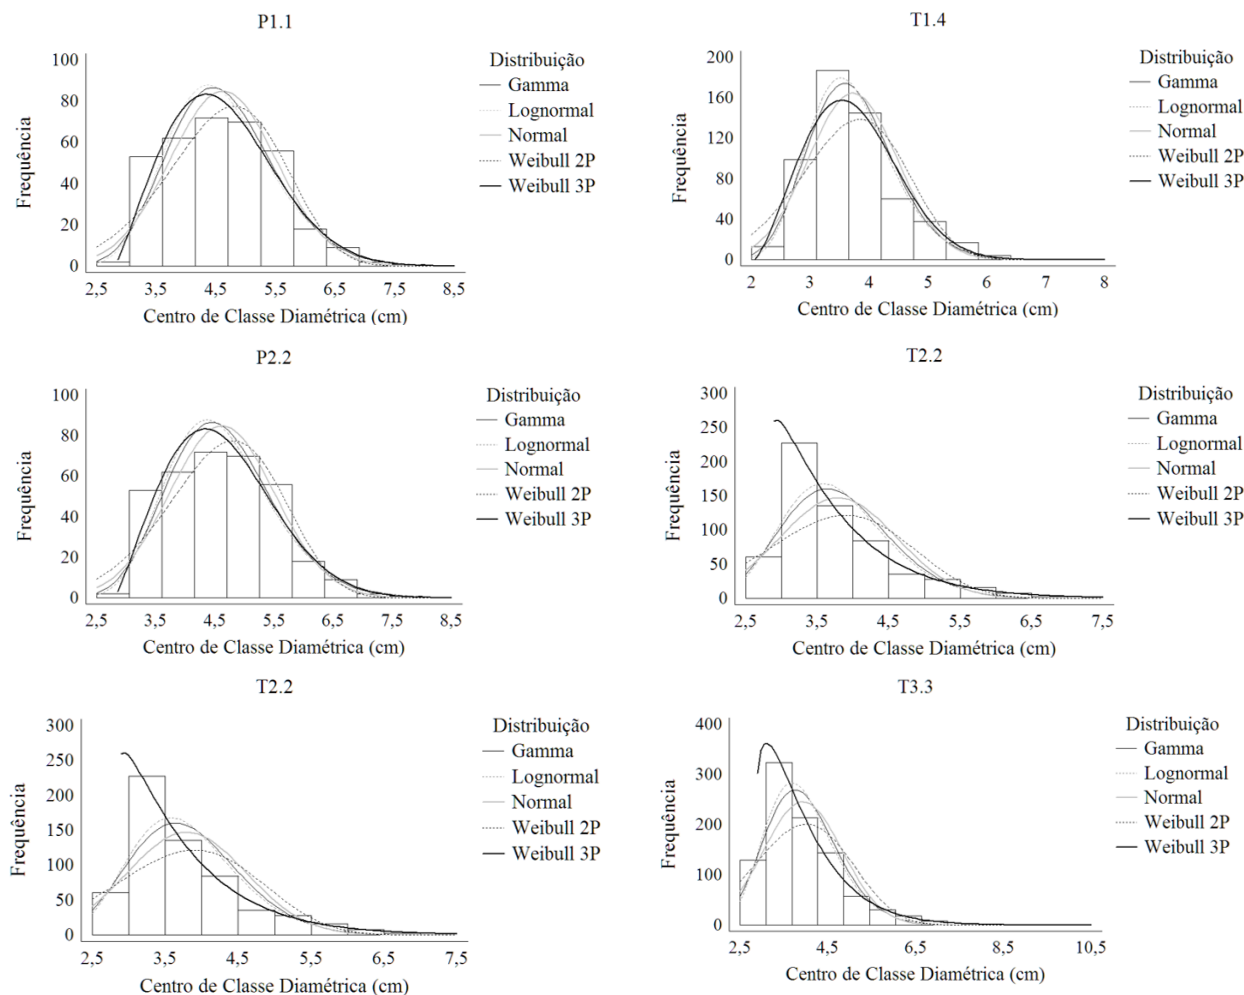 P1.1
Frequência
100
80
60
40
20
0
2,5 3,5 4,5 5,5 6,5 7,5 8,5
Centro de Classe Diamétrica (cm)
Distribuição
Gamma
Lognormal
Normal
Weibull 2P
Weibull 3P
T1.4
Frequência
200
160
120
80
40
0
2 3 4 5 6 7 8
Centro de Classe Diamétrica (cm)
Distribuição
Gamma
Lognormal
Normal
Weibull 2P
Weibull 3P
P2.2
Frequência
100
80
60
40
20
0
2,5 3,5 4,5 5,5 6,5 7,5 8,5
Centro de Classe Diamétrica (cm)
Distribuição
Gamma
Lognormal
Normal
Weibull 2P
Weibull 3P
T2.2
Frequência
300
250
200
150
100
50
0
2,5 3,5 4,5 5,5 6,5 7,5
Centro de Classe Diamétrica (cm)
Distribuição
Gamma
Lognormal
Normal
Weibull 2P
Weibull 3P
T2.2
Frequência
300
250
200
150
100
50
0
2,5 3,5 4,5 5,5 6,5 7,5
Centro de Classe Diamétrica (cm)
Distribuição
Gamma
Lognormal
Normal
Weibull 2P
Weibull 3P
T3.3
Frequência
400
300
200
100
0
2,5 4,5 6,5 8,5 10,5
Centro de Classe Diamétrica (cm)
Distribuição
Gamma
Lognormal
Normal
Weibull 2P
Weibull 3P